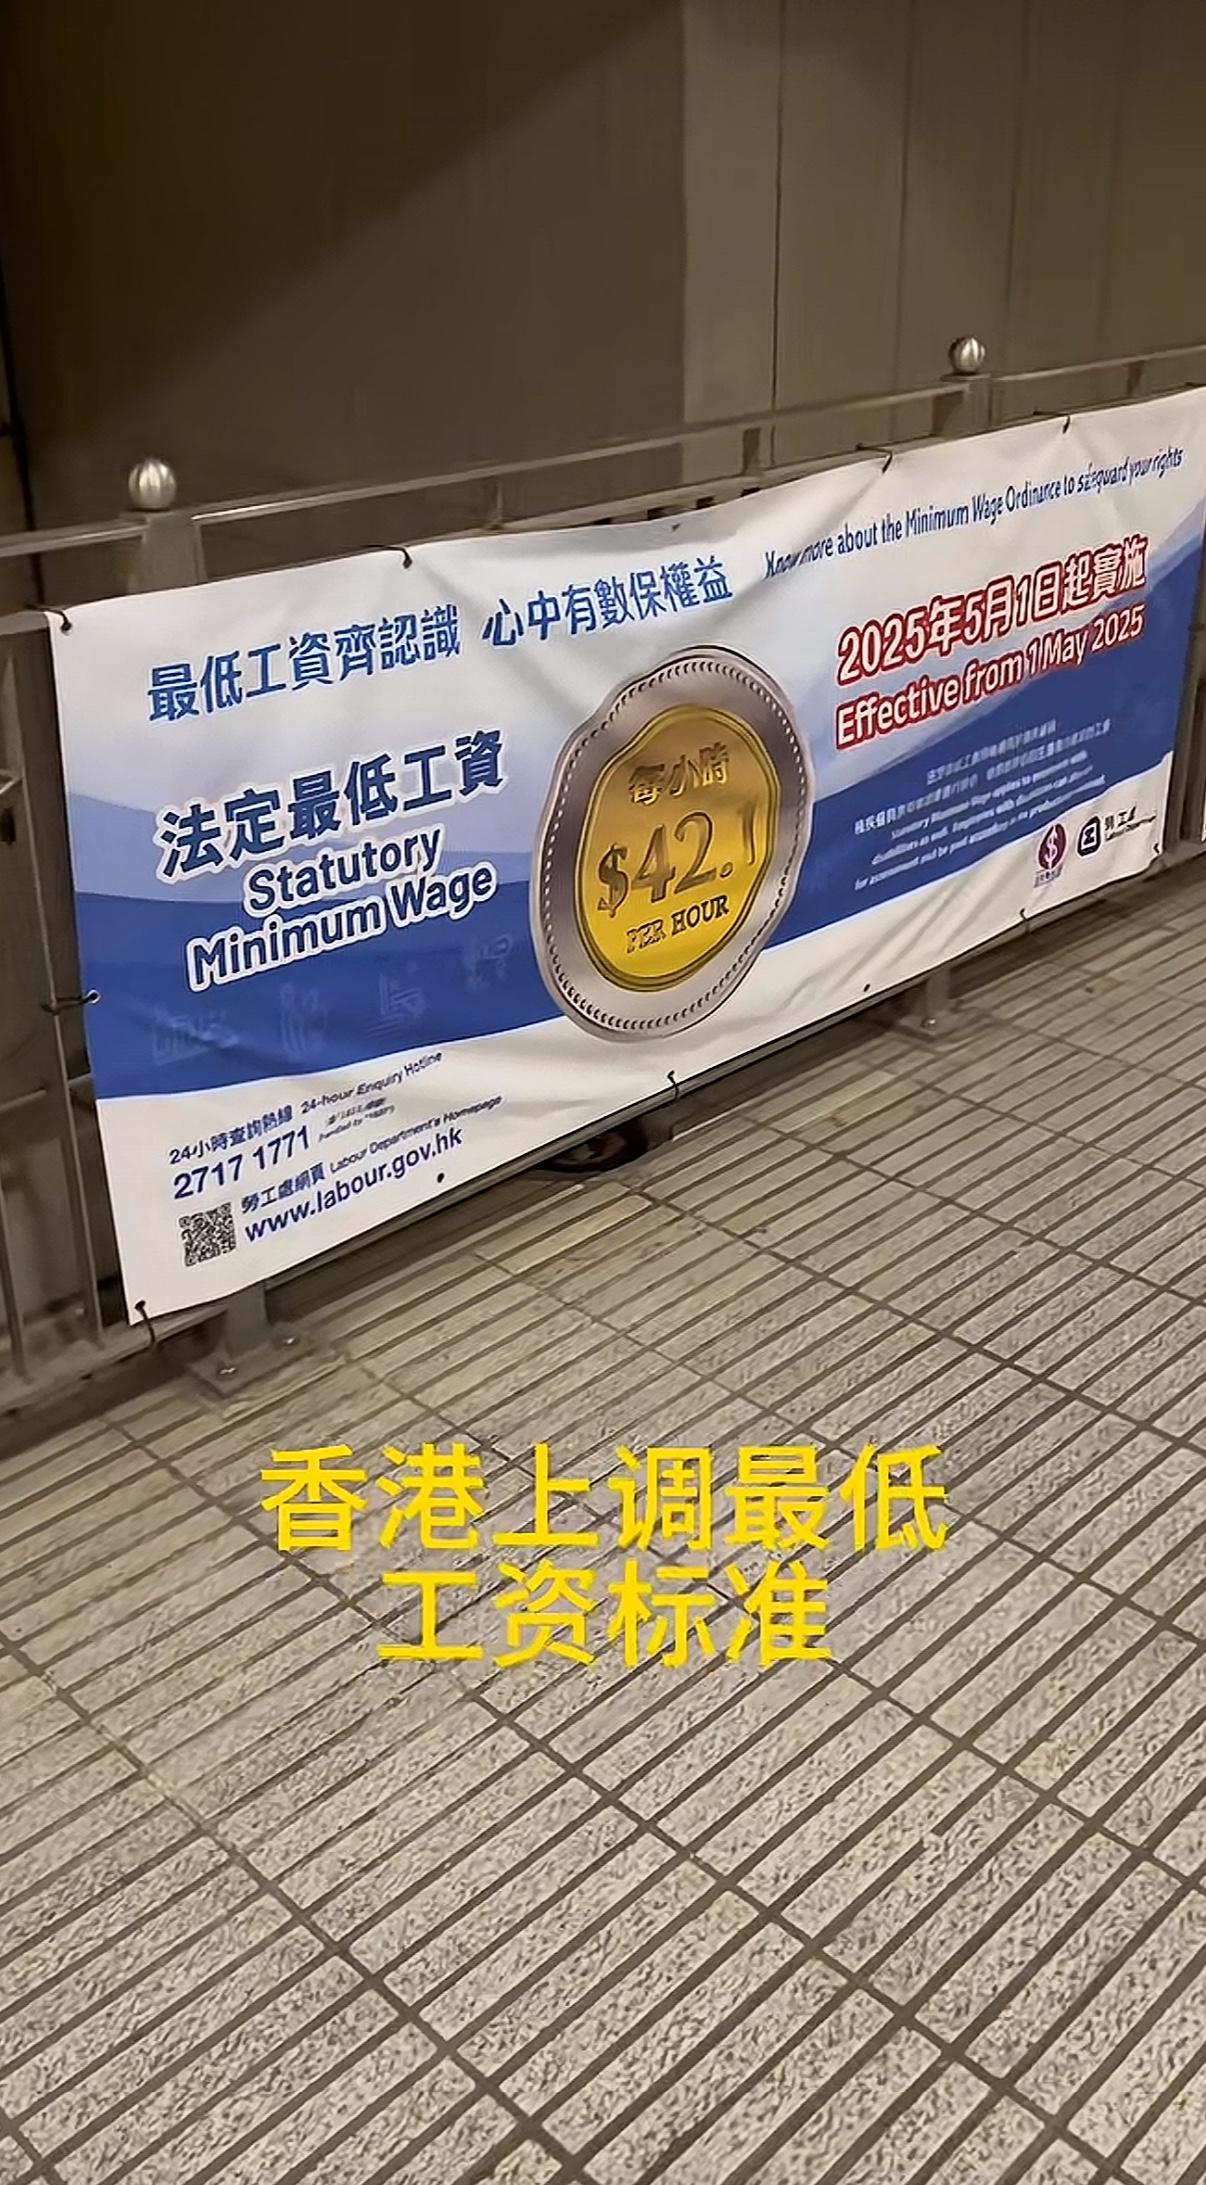 最低工資齊認識 心中有數保權益
Know more about the Minimum Wage Ordinance to safeguard your rights
法定最低工資
Statutory
Minimum Wage
每小時
$42.1
PER HOUR
2025年5月1日起實施
Effective from 1 May 2025
24小時查詢熱線 24-hour Enquiry Hotline
2717 1771
勞工處網頁 Labour Department's Homepage
www.labour.gov.hk
勞工處
香港上调最低
工资标准